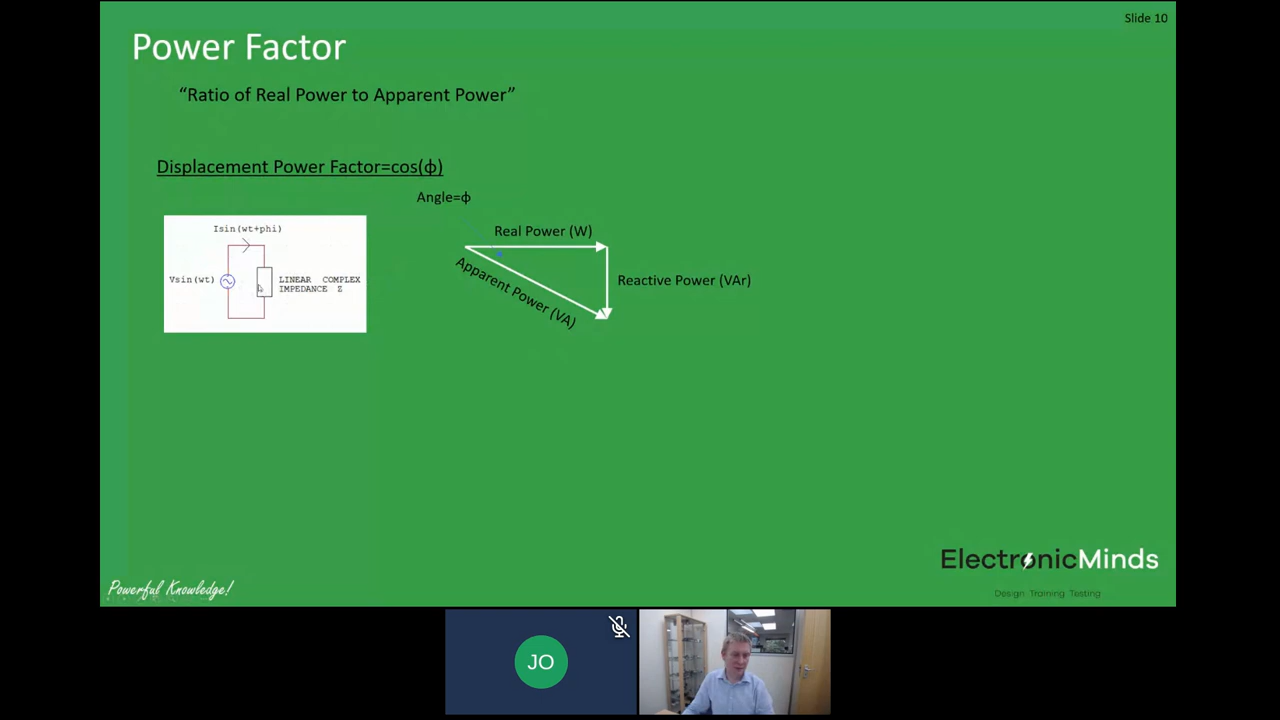 Slide 10
Power Factor
“Ratio of Real Power to Apparent Power”
Displacement Power Factor=cos(ϕ)
Angle=ϕ
Isin(wt+phi)
Vsin(wt)
LINEAR COMPLEX
IMPEDANCE Z
Real Power (W)
Apparent Power (VA)
Reactive Power (VAr)
ElectronicMinds
Design Training Testing
Powerful Knowledge!
JO